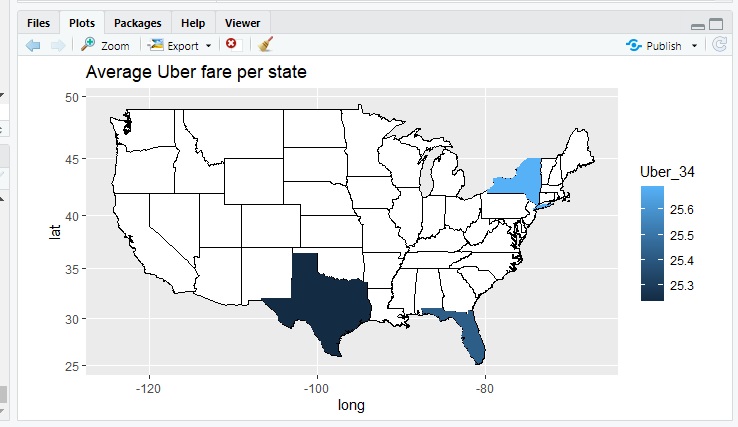 Files Plots Packages Help Viewer
Zoom Export Publish
Average Uber fare per state
50
45
40
35
30
25
lat
-120 -100 -80
long
Uber_34
25.6
25.5
25.4
25.3